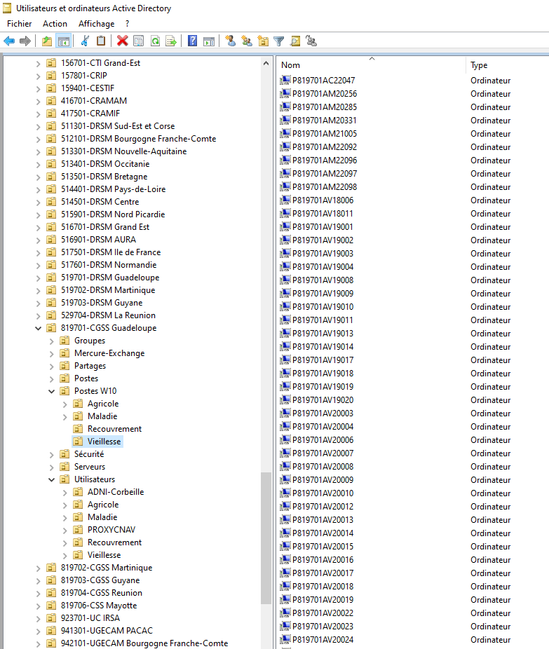 Utilisateurs et ordinateurs Active Directory
Fichier Action Affichage ?
156701-CTI Grand-Est
157801-CRIP
159401-CESTIF
416701-CRAMAM
417501-CRAMIF
511301-DRSM Sud-Est et Corse
512101-DRSM Bourgogne Franche-Comte
513301-DRSM Nouvelle-Aquitaine
513401-DRSM Occitanie
513501-DRSM Bretagne
514401-DRSM Pays-de-Loire
514501-DRSM Centre
515901-DRSM Nord Picardie
516701-DRSM Grand Est
516901-DRSM AURA
517501-DRSM Ile de France
517601-DRSM Normandie
519701-DRSM Guadeloupe
519702-DRSM Martinique
519703-DRSM Guyane
529704-DRSM La Reunion
819701-CGSS Guadeloupe
Groupes
Mercure-Exchange
Partages
Postes
Postes W10
Agricole
Maladie
Recouvrement
Vieillesse
Sécurité
Serveurs
Utilisateurs
ADNI-Corbeille
Agricole
Maladie
PROXYCNAV
Recouvrement
Vieillesse
819702-CGSS Martinique
819703-CGSS Guyane
819704-CGSS Reunion
819706-CSS Mayotte
923701-UC IRSA
941301-UGECAM PACAC
942101-UGECAM Bourgogne Franche-Comte
Nom Type
P819701AC22047 Ordinateur
P819701AM20256 Ordinateur
P819701AM20285 Ordinateur
P819701AM20331 Ordinateur
P819701AM21005 Ordinateur
P819701AM22092 Ordinateur
P819701AM22096 Ordinateur
P819701AM22097 Ordinateur
P819701AM22098 Ordinateur
P819701AV18006 Ordinateur
P819701AV18011 Ordinateur
P819701AV19001 Ordinateur
P819701AV19002 Ordinateur
P819701AV19003 Ordinateur
P819701AV19004 Ordinateur
P819701AV19008 Ordinateur
P819701AV19009 Ordinateur
P819701AV19010 Ordinateur
P819701AV19011 Ordinateur
P819701AV19013 Ordinateur
P819701AV19014 Ordinateur
P819701AV19017 Ordinateur
P819701AV19018 Ordinateur
P819701AV19019 Ordinateur
P819701AV19020 Ordinateur
P819701AV20003 Ordinateur
P819701AV20004 Ordinateur
P819701AV20006 Ordinateur
P819701AV20007 Ordinateur
P819701AV20008 Ordinateur
P819701AV20009 Ordinateur
P819701AV20010 Ordinateur
P819701AV20012 Ordinateur
P819701AV20013 Ordinateur
P819701AV20014 Ordinateur
P819701AV20015 Ordinateur
P819701AV20016 Ordinateur
P819701AV20017 Ordinateur
P819701AV20018 Ordinateur
P819701AV20019 Ordinateur
P819701AV20022 Ordinateur
P819701AV20023 Ordinateur
P819701AV20024 Ordinateur